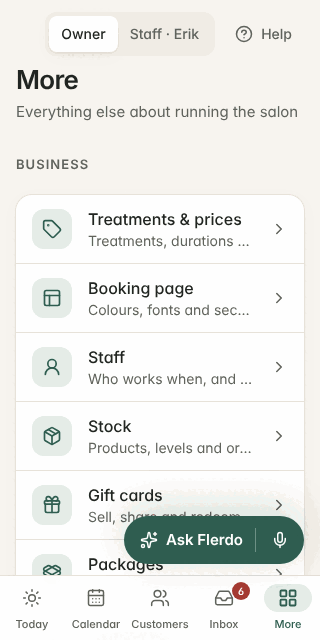 Owner
Staff · Erik
Help
More
Everything else about running the salon
BUSINESS
Treatments & prices
Treatments, durations ...
Booking page
Colours, fonts and sec...
Staff
Who works when, and ...
Stock
Products, levels and or...
Gift cards
Sell, share and redeem
Ask Flerdo
Packages
6
Today
Calendar
Customers
Inbox
More